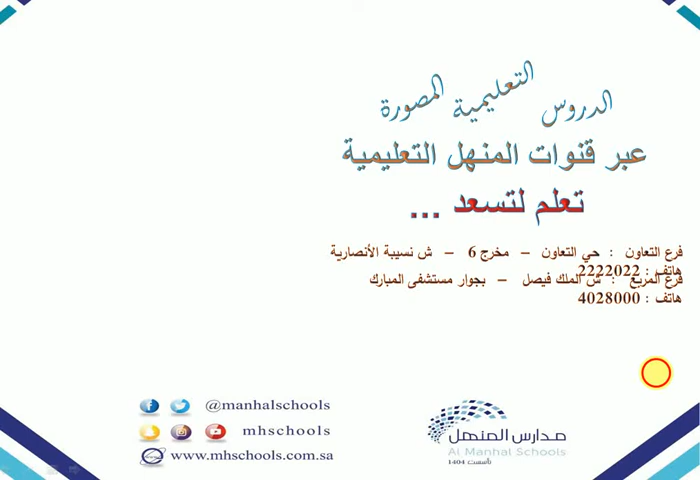 الدروس التعليمية المصورة
عبر قنوات المنهل التعليمية
تعلم لتسعد ...
فرع التعاون : حي التعاون – مخرج 6 – ش نسيبة الأنصارية
هاتف : 2222022
فرع المربع : ش الملك فيصل – بجوار مستشفى المبارك
هاتف : 4028000
@manhalschools
mhschools
www.mhschools.com.sa
مدارس المنهل
Al Manhal Schools
تأسست 1404